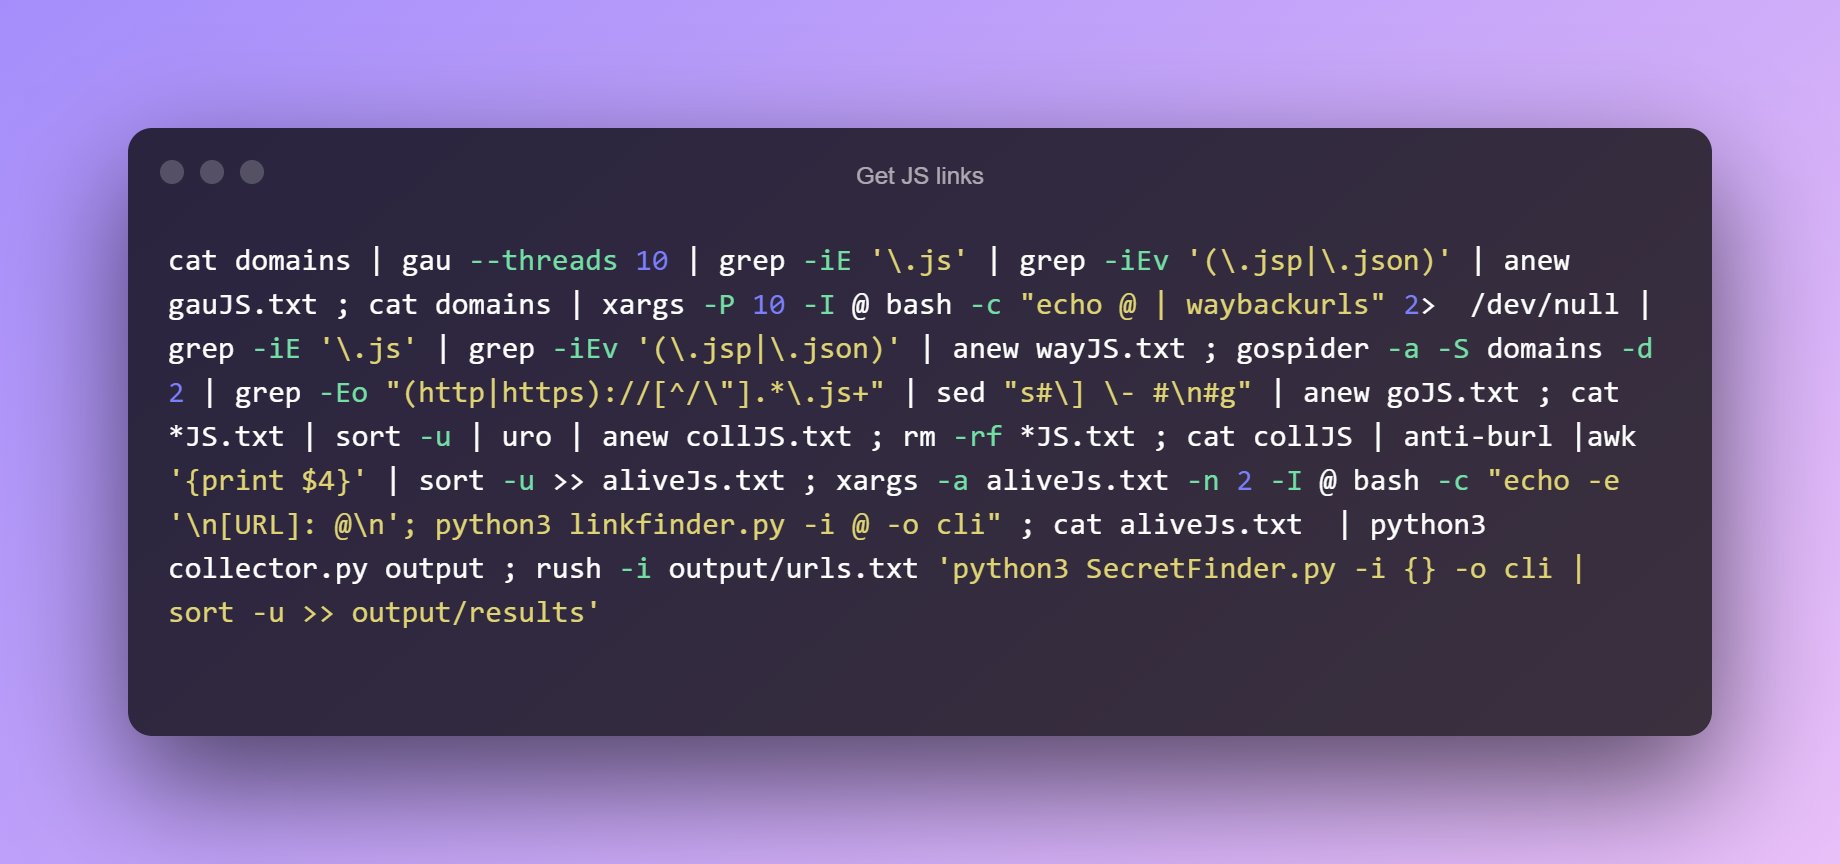 Get JS links
cat domains | gau --threads 10 | grep -iE '\.js' | grep -iEv '(\.jsp|\.json)' | anew
gauJS.txt ; cat domains | xargs -P 10 -I @ bash -c "echo @ | waybackurls" 2>  /dev/null |
grep -iE '\.js' | grep -iEv '(\.jsp|\.json)' | anew wayJS.txt ; gospider -a -S domains -d
2 | grep -Eo "(http|https)://[^/\"].*\.js+" | sed "s#\] \- #\n#g" | anew goJS.txt ; cat
*JS.txt | sort -u | uro | anew collJS.txt ; rm -rf *JS.txt ; cat collJS | anti-burl |awk
'{print $4}' | sort -u >> aliveJs.txt ; xargs -a aliveJs.txt -n 2 -I @ bash -c "echo -e
'\n[URL]: @\n'; python3 linkfinder.py -i @ -o cli" ; cat aliveJs.txt  | python3
collector.py output ; rush -i output/urls.txt 'python3 SecretFinder.py -i {} -o cli |
sort -u >> output/results'